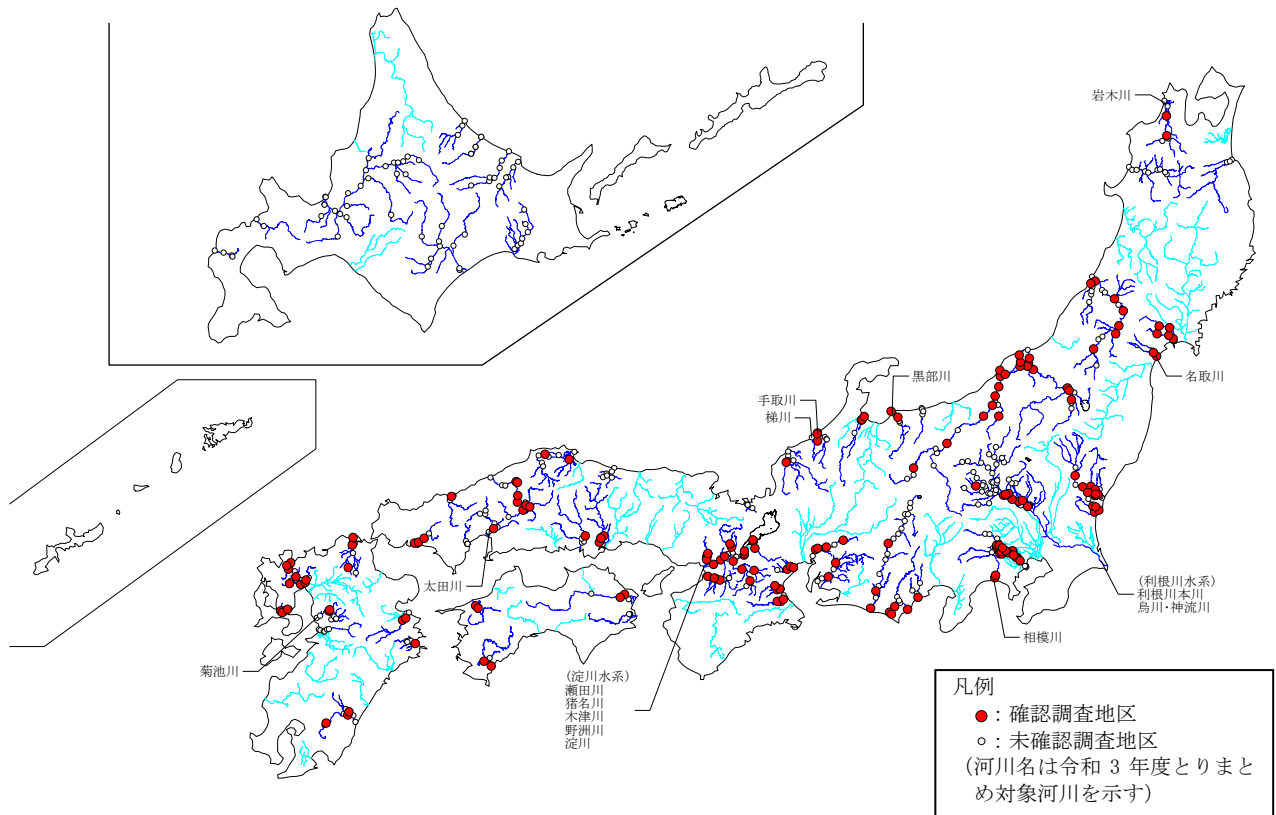 岩木川
名取川
黒部川
手取川
梯川
太田川
菊池川
(淀川水系)
瀬田川
猪名川
木津川
野洲川
淀川
(利根川水系)
利根川本川
烏川・神流川
相模川
凡例
●：確認調査地区
○：未確認調査地区
(河川名は令和 3 年度とりまと
め対象河川を示す)